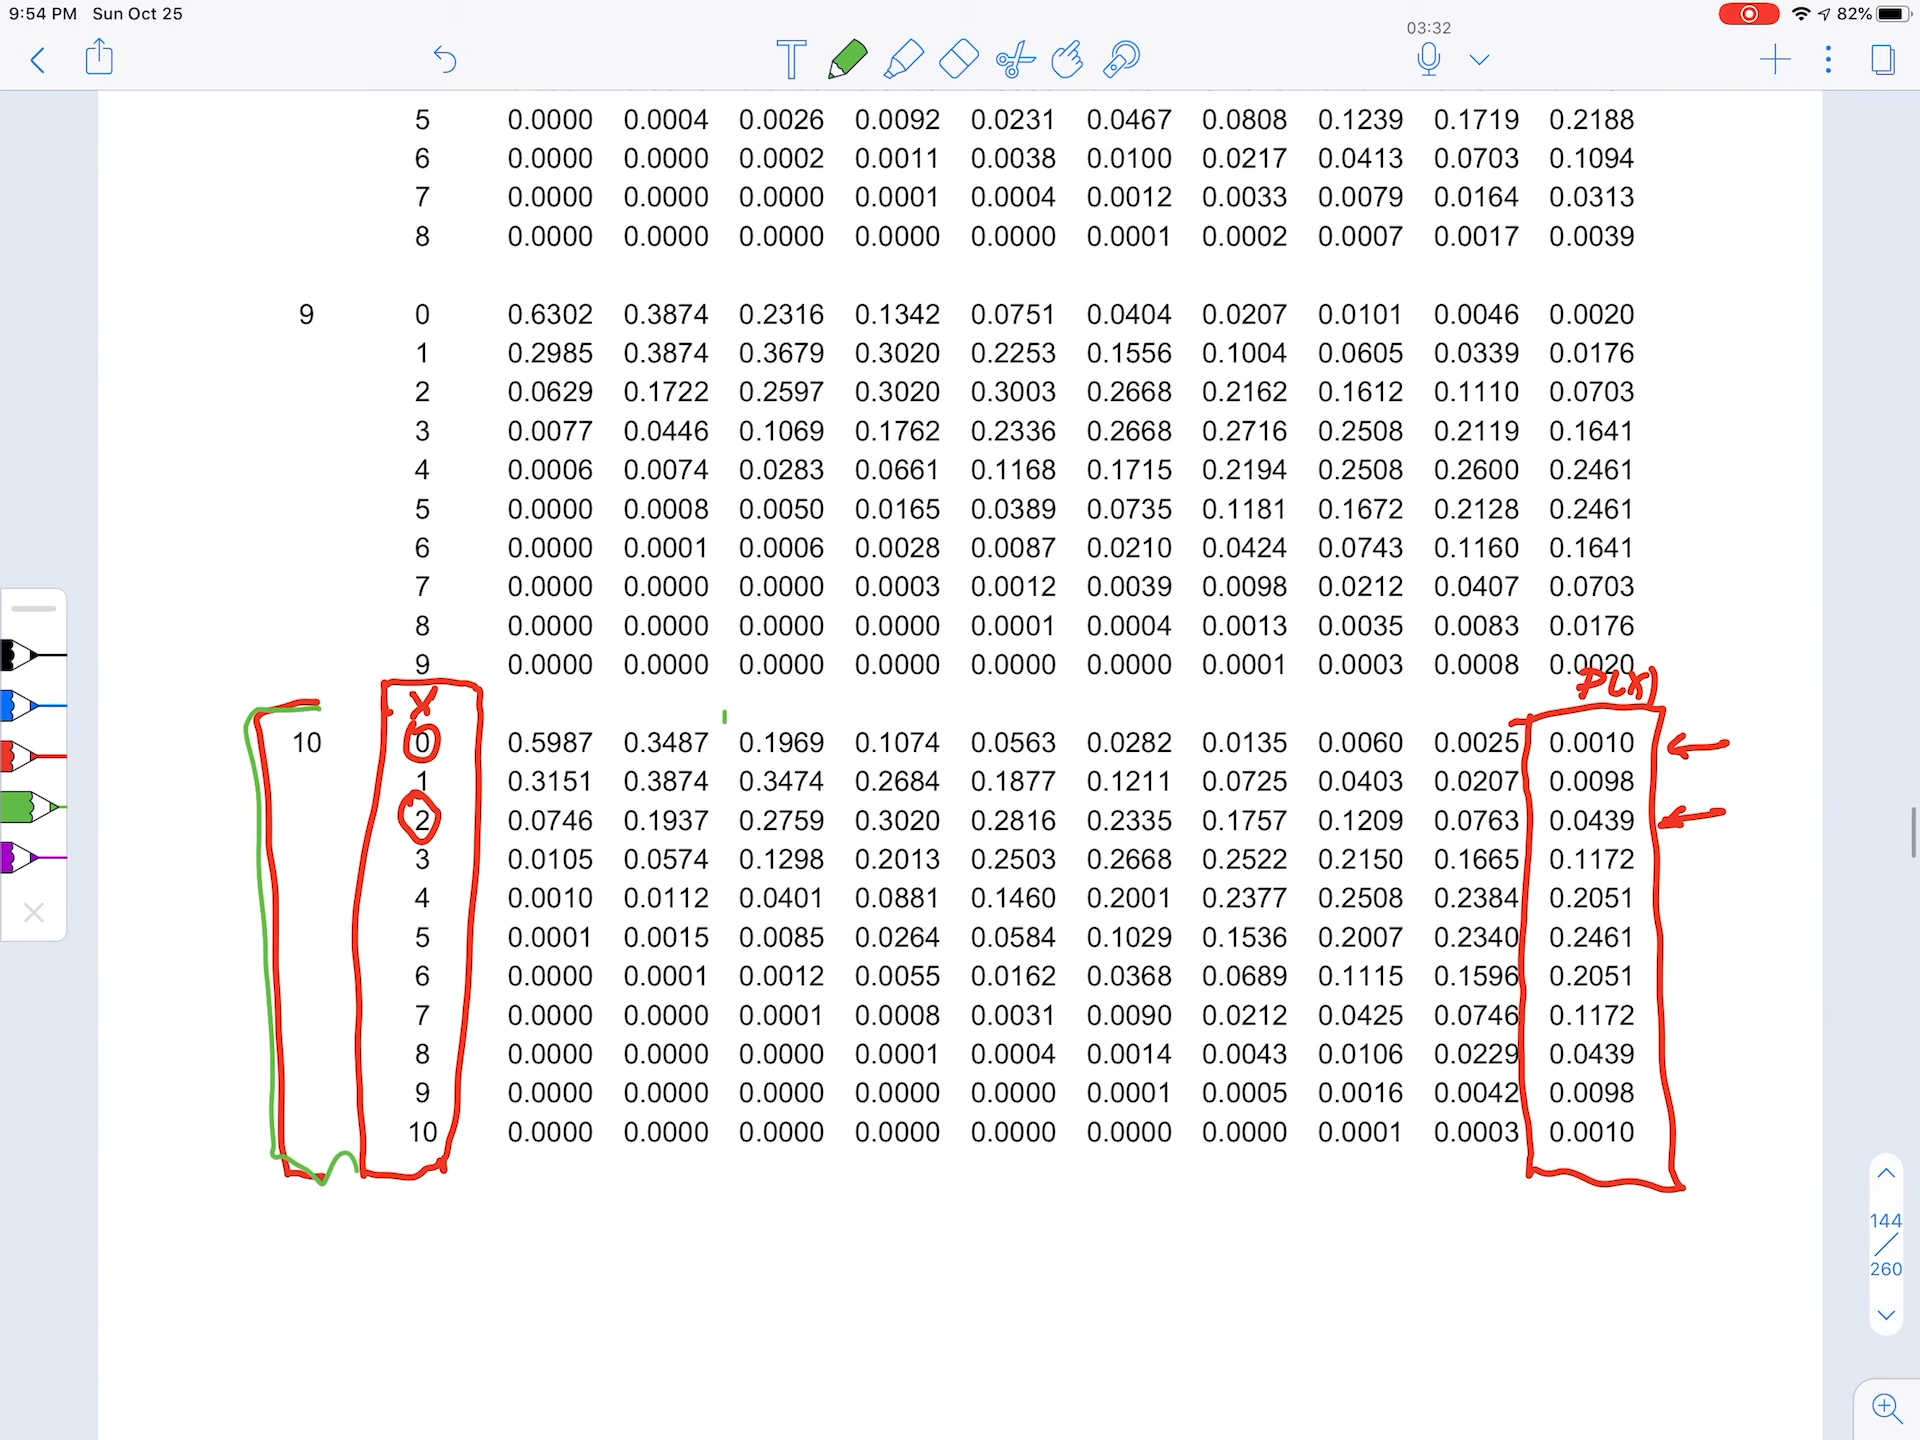 9:54 PM Sun Oct 25 82%
03:32
T
5 0.0000 0.0004 0.0026 0.0092 0.0231 0.0467 0.0808 0.1239 0.1719 0.2188
6 0.0000 0.0000 0.0002 0.0011 0.0038 0.0100 0.0217 0.0413 0.0703 0.1094
7 0.0000 0.0000 0.0000 0.0001 0.0004 0.0012 0.0033 0.0079 0.0164 0.0313
8 0.0000 0.0000 0.0000 0.0000 0.0000 0.0001 0.0002 0.0007 0.0017 0.0039
9 0 0.6302 0.3874 0.2316 0.1342 0.0751 0.0404 0.0207 0.0101 0.0046 0.0020
1 0.2985 0.3874 0.3679 0.3020 0.2253 0.1556 0.1004 0.0605 0.0339 0.0176
2 0.0629 0.1722 0.2597 0.3020 0.3003 0.2668 0.2162 0.1612 0.1110 0.0703
3 0.0077 0.0446 0.1069 0.1762 0.2336 0.2668 0.2716 0.2508 0.2119 0.1641
4 0.0006 0.0074 0.0283 0.0661 0.1168 0.1715 0.2194 0.2508 0.2600 0.2461
5 0.0000 0.0008 0.0050 0.0165 0.0389 0.0735 0.1181 0.1672 0.2128 0.2461
6 0.0000 0.0001 0.0006 0.0028 0.0087 0.0210 0.0424 0.0743 0.1160 0.1641
7 0.0000 0.0000 0.0000 0.0003 0.0012 0.0039 0.0098 0.0212 0.0407 0.0703
8 0.0000 0.0000 0.0000 0.0000 0.0001 0.0004 0.0013 0.0035 0.0083 0.0176
9 0.0000 0.0000 0.0000 0.0000 0.0000 0.0000 0.0001 0.0003 0.0008 0.0020
X P(X)
10 0 0.5987 0.3487 0.1969 0.1074 0.0563 0.0282 0.0135 0.0060 0.0025 0.0010
1 0.3151 0.3874 0.3474 0.2684 0.1877 0.1211 0.0725 0.0403 0.0207 0.0098
2 0.0746 0.1937 0.2759 0.3020 0.2816 0.2335 0.1757 0.1209 0.0763 0.0439
3 0.0105 0.0574 0.1298 0.2013 0.2503 0.2668 0.2522 0.2150 0.1665 0.1172
4 0.0010 0.0112 0.0401 0.0881 0.1460 0.2001 0.2377 0.2508 0.2384 0.2051
5 0.0001 0.0015 0.0085 0.0264 0.0584 0.1029 0.1536 0.2007 0.2340 0.2461
6 0.0000 0.0001 0.0012 0.0055 0.0162 0.0368 0.0689 0.1115 0.1596 0.2051
7 0.0000 0.0000 0.0001 0.0008 0.0031 0.0090 0.0212 0.0425 0.0746 0.1172
8 0.0000 0.0000 0.0000 0.0001 0.0004 0.0014 0.0043 0.0106 0.0229 0.0439
9 0.0000 0.0000 0.0000 0.0000 0.0000 0.0001 0.0005 0.0016 0.0042 0.0098
10 0.0000 0.0000 0.0000 0.0000 0.0000 0.0000 0.0000 0.0001 0.0003 0.0010
144
/
260